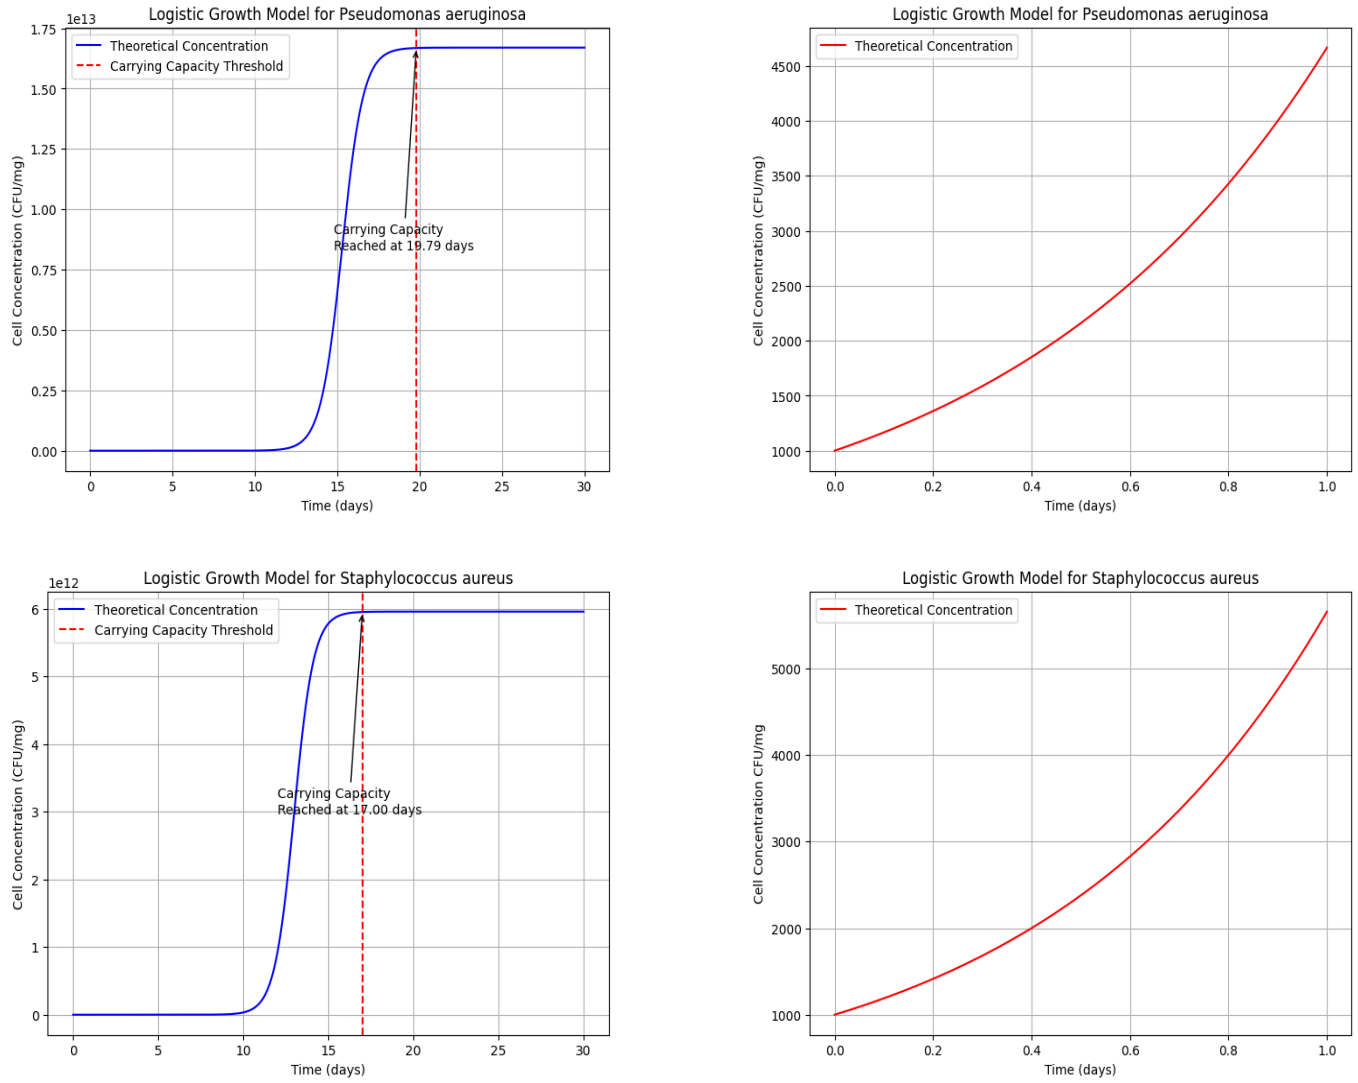 Logistic Growth Model for Pseudomonas aeruginosa
1e13
Theoretical Concentration
Carrying Capacity Threshold
Cell Concentration (CFU/mg)
1.75
1.50
1.25
1.00
0.75
0.50
0.25
0.00
Carrying Capacity
Reached at 19.79 days
0 5 10 15 20 25 30
Time (days)
Logistic Growth Model for Pseudomonas aeruginosa
Theoretical Concentration
Cell Concentration (CFU/mg)
4500
4000
3500
3000
2500
2000
1500
1000
0.0 0.2 0.4 0.6 0.8 1.0
Time (days)
Logistic Growth Model for Staphylococcus aureus
1e12
Theoretical Concentration
Carrying Capacity Threshold
Cell Concentration (CFU/mg)
6
5
4
3
2
1
0
Carrying Capacity
Reached at 17.00 days
0 5 10 15 20 25 30
Time (days)
Logistic Growth Model for Staphylococcus aureus
Theoretical Concentration
Cell Concentration CFU/mg
5000
4000
3000
2000
1000
0.0 0.2 0.4 0.6 0.8 1.0
Time (days)